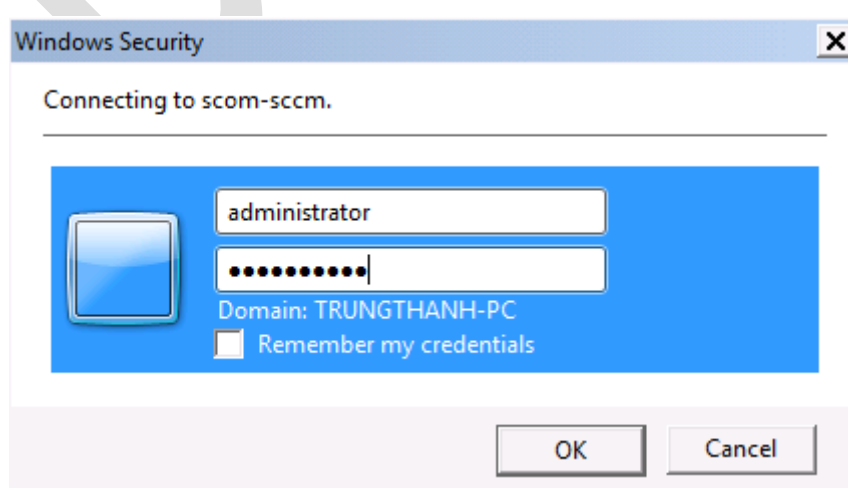 Windows Security
Connecting to scom-sccm.
administrator
●●●●●●●●●●
Domain: TRUNGTHANH-PC
Remember my credentials
OK
Cancel